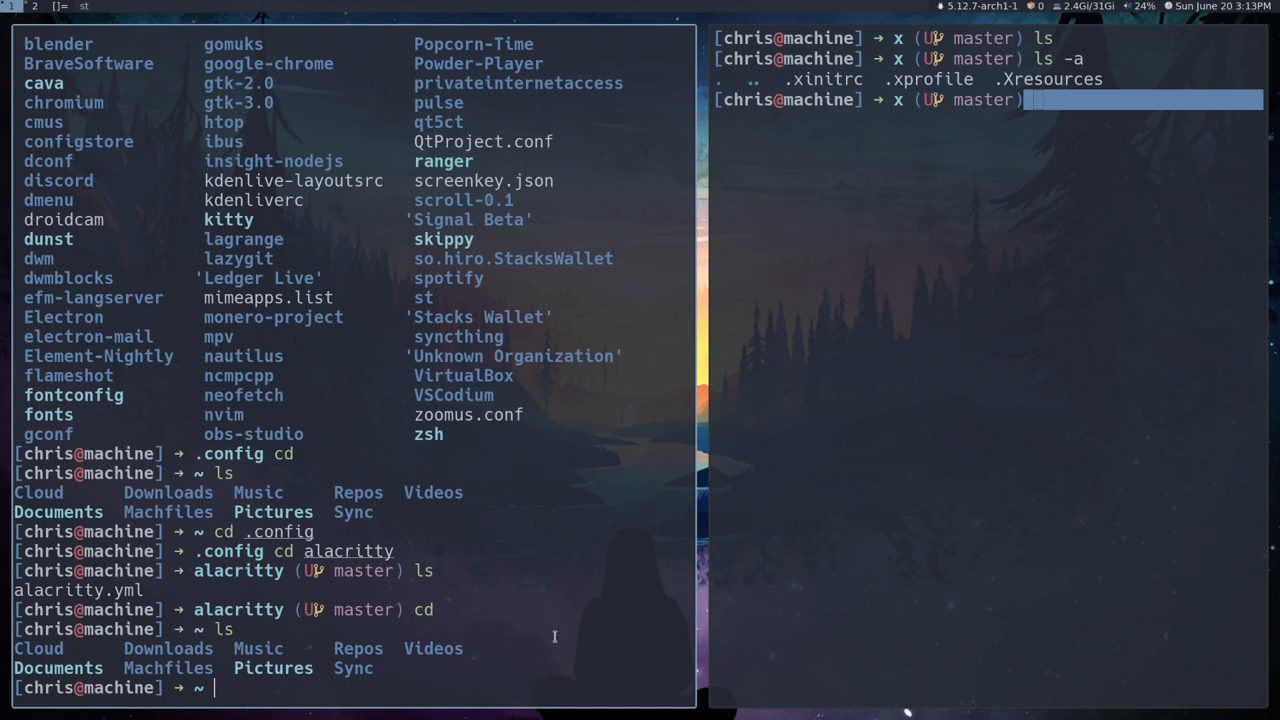 1 2 []= st 5.12.7-arch1-1 0 2.4Gi/31Gi 24% Sun June 20 3:13PM
blender gomuks Popcorn-Time
BraveSoftware google-chrome Powder-Player
cava gtk-2.0 privateinternetaccess
chromium gtk-3.0 pulse
cmus htop qt5ct
configstore ibus QtProject.conf
dconf insight-nodejs ranger
discord kdenlive-layoutsrc screenkey.json
dmenu kdenliverc scroll-0.1
droidcam kitty 'Signal Beta'
dunst lagrange skippy
dwm lazygit so.hiro.StacksWallet
dwmblocks 'Ledger Live' spotify
efm-langserver mimeapps.list st
Electron monero-project 'Stacks Wallet'
electron-mail mpv syncthing
Element-Nightly nautilus 'Unknown Organization'
flameshot ncmpcpp VirtualBox
fontconfig neofetch VSCodium
fonts nvim zoomus.conf
gconf obs-studio zsh
[chris@machine] → .config cd
[chris@machine] → ~ ls
Cloud Downloads Music Repos Videos
Documents Machfiles Pictures Sync
[chris@machine] → ~ cd .config
[chris@machine] → .config cd alacritty
[chris@machine] → alacritty (U master) ls
alacritty.yml
[chris@machine] → alacritty (U master) cd
[chris@machine] → ~ ls
Cloud Downloads Music Repos Videos
Documents Machfiles Pictures Sync
[chris@machine] → ~
[chris@machine] → x (U master) ls
[chris@machine] → x (U master) ls -a
. .. .xinitrc .xprofile .Xresources
[chris@machine] → x (U master)